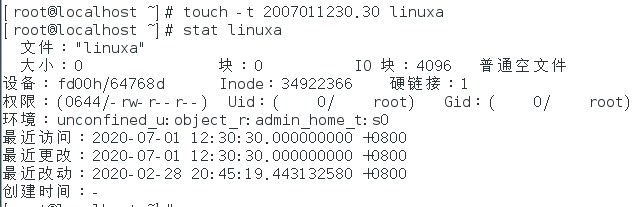 [root@localhost ~]# touch -t 2007011230.30 linuxa
[root@localhost ~]# stat linuxa
文件："linuxa"
大小：0 块：0 IO 块：4096 普通空文件
设备：fd00h/64768d Inode：34922366 硬链接：1
权限：(0644/-rw-r--r--) Uid：( 0/ root) Gid：( 0/ root)
环境：unconfined_u:object_r:admin_home_t:s0
最近访问：2020-07-01 12:30:30.000000000 +0800
最近更改：2020-07-01 12:30:30.000000000 +0800
最近改动：2020-02-28 20:45:19.443132580 +0800
创建时间：-